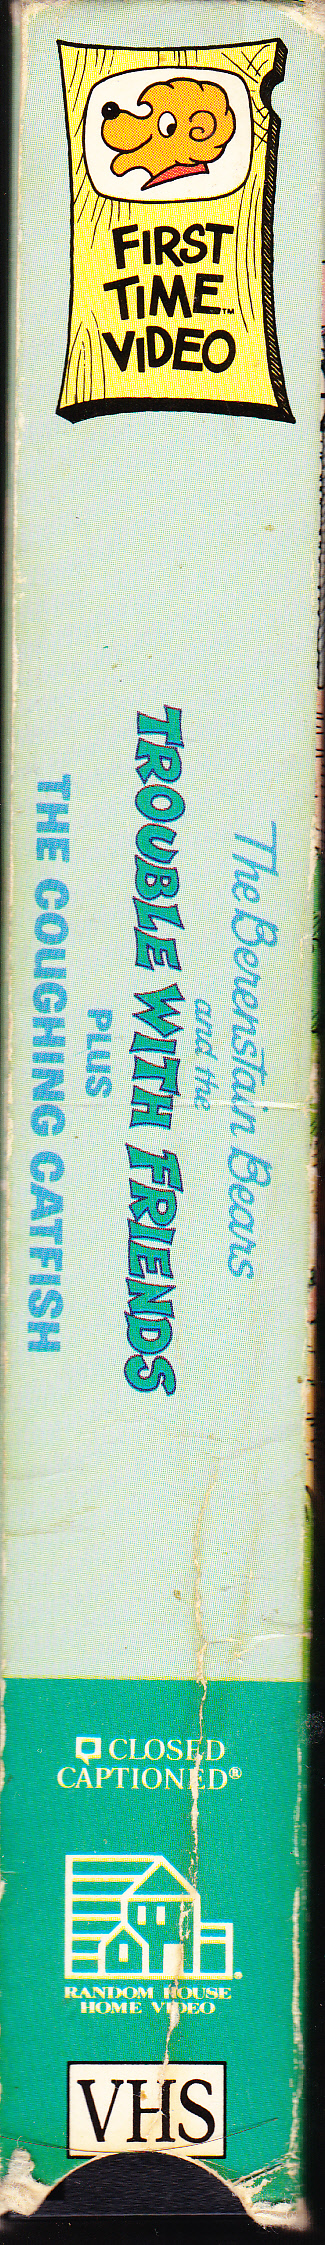 FIRST
TIME™
VIDEO
The Berenstain Bears
and the
TROUBLE WITH FRIENDS
PLUS
THE COUGHING CATFISH
CLOSED
CAPTIONED®
RANDOM HOUSE
HOME VIDEO
VHS